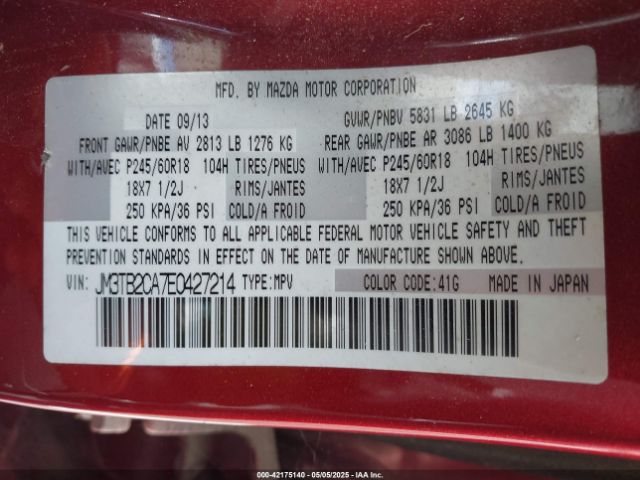 MFD. BY MAZDA MOTOR CORPORATION
DATE 09/13 GVWR/PNBV 5831 LB 2645 KG
FRONT GAWR/PNBE AV 2813 LB 1276 KG REAR GAWR/PNBE AR 3086 LB 1400 KG
WITH/AVEC P245/60R18 104H TIRES/PNEUS WITH/AVEC P245/60R18 104H TIRES/PNEUS
18X7 1/2J RIMS/JANTES 18X7 1/2J RIMS/JANTES
250 KPA/36 PSI COLD/A FROID 250 KPA/36 PSI COLD/A FROID
THIS VEHICLE CONFORMS TO ALL APPLICABLE FEDERAL MOTOR VEHICLE SAFETY AND THEFT
PREVENTION STANDARDS IN EFFECT ON THE DATE OF MANUFACTURE SHOWN ABOVE.
VIN: JM3TB2CA7E0427214 TYPE:MPV COLOR CODE:41G MADE IN JAPAN
000-42175140 - 05/05/2025 - IAA Inc.